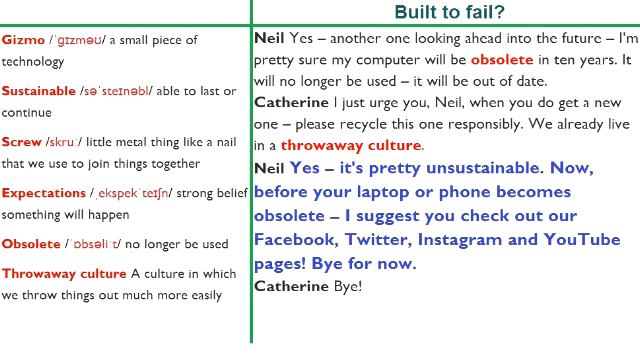 Built to fail?
Gizmo /ˈɡɪzməʊ/ a small piece of
technology
Sustainable /səˈsteɪnəbl/ able to last or
continue
Screw /skruː/ little metal thing like a nail
that we use to join things together
Expectations /ˌekspekˈteɪʃn/ strong belief
something will happen
Obsolete /ˈɒbsəliːt/ no longer be used
Throwaway culture A culture in which
we throw things out much more easily
Neil Yes – another one looking ahead into the future – I'm
pretty sure my computer will be obsolete in ten years. It
will no longer be used – it will be out of date.
Catherine I just urge you, Neil, when you do get a new
one – please recycle this one responsibly. We already live
in a throwaway culture.
Neil Yes – it's pretty unsustainable. Now,
before your laptop or phone becomes
obsolete – I suggest you check out our
Facebook, Twitter, Instagram and YouTube
pages! Bye for now.
Catherine Bye!